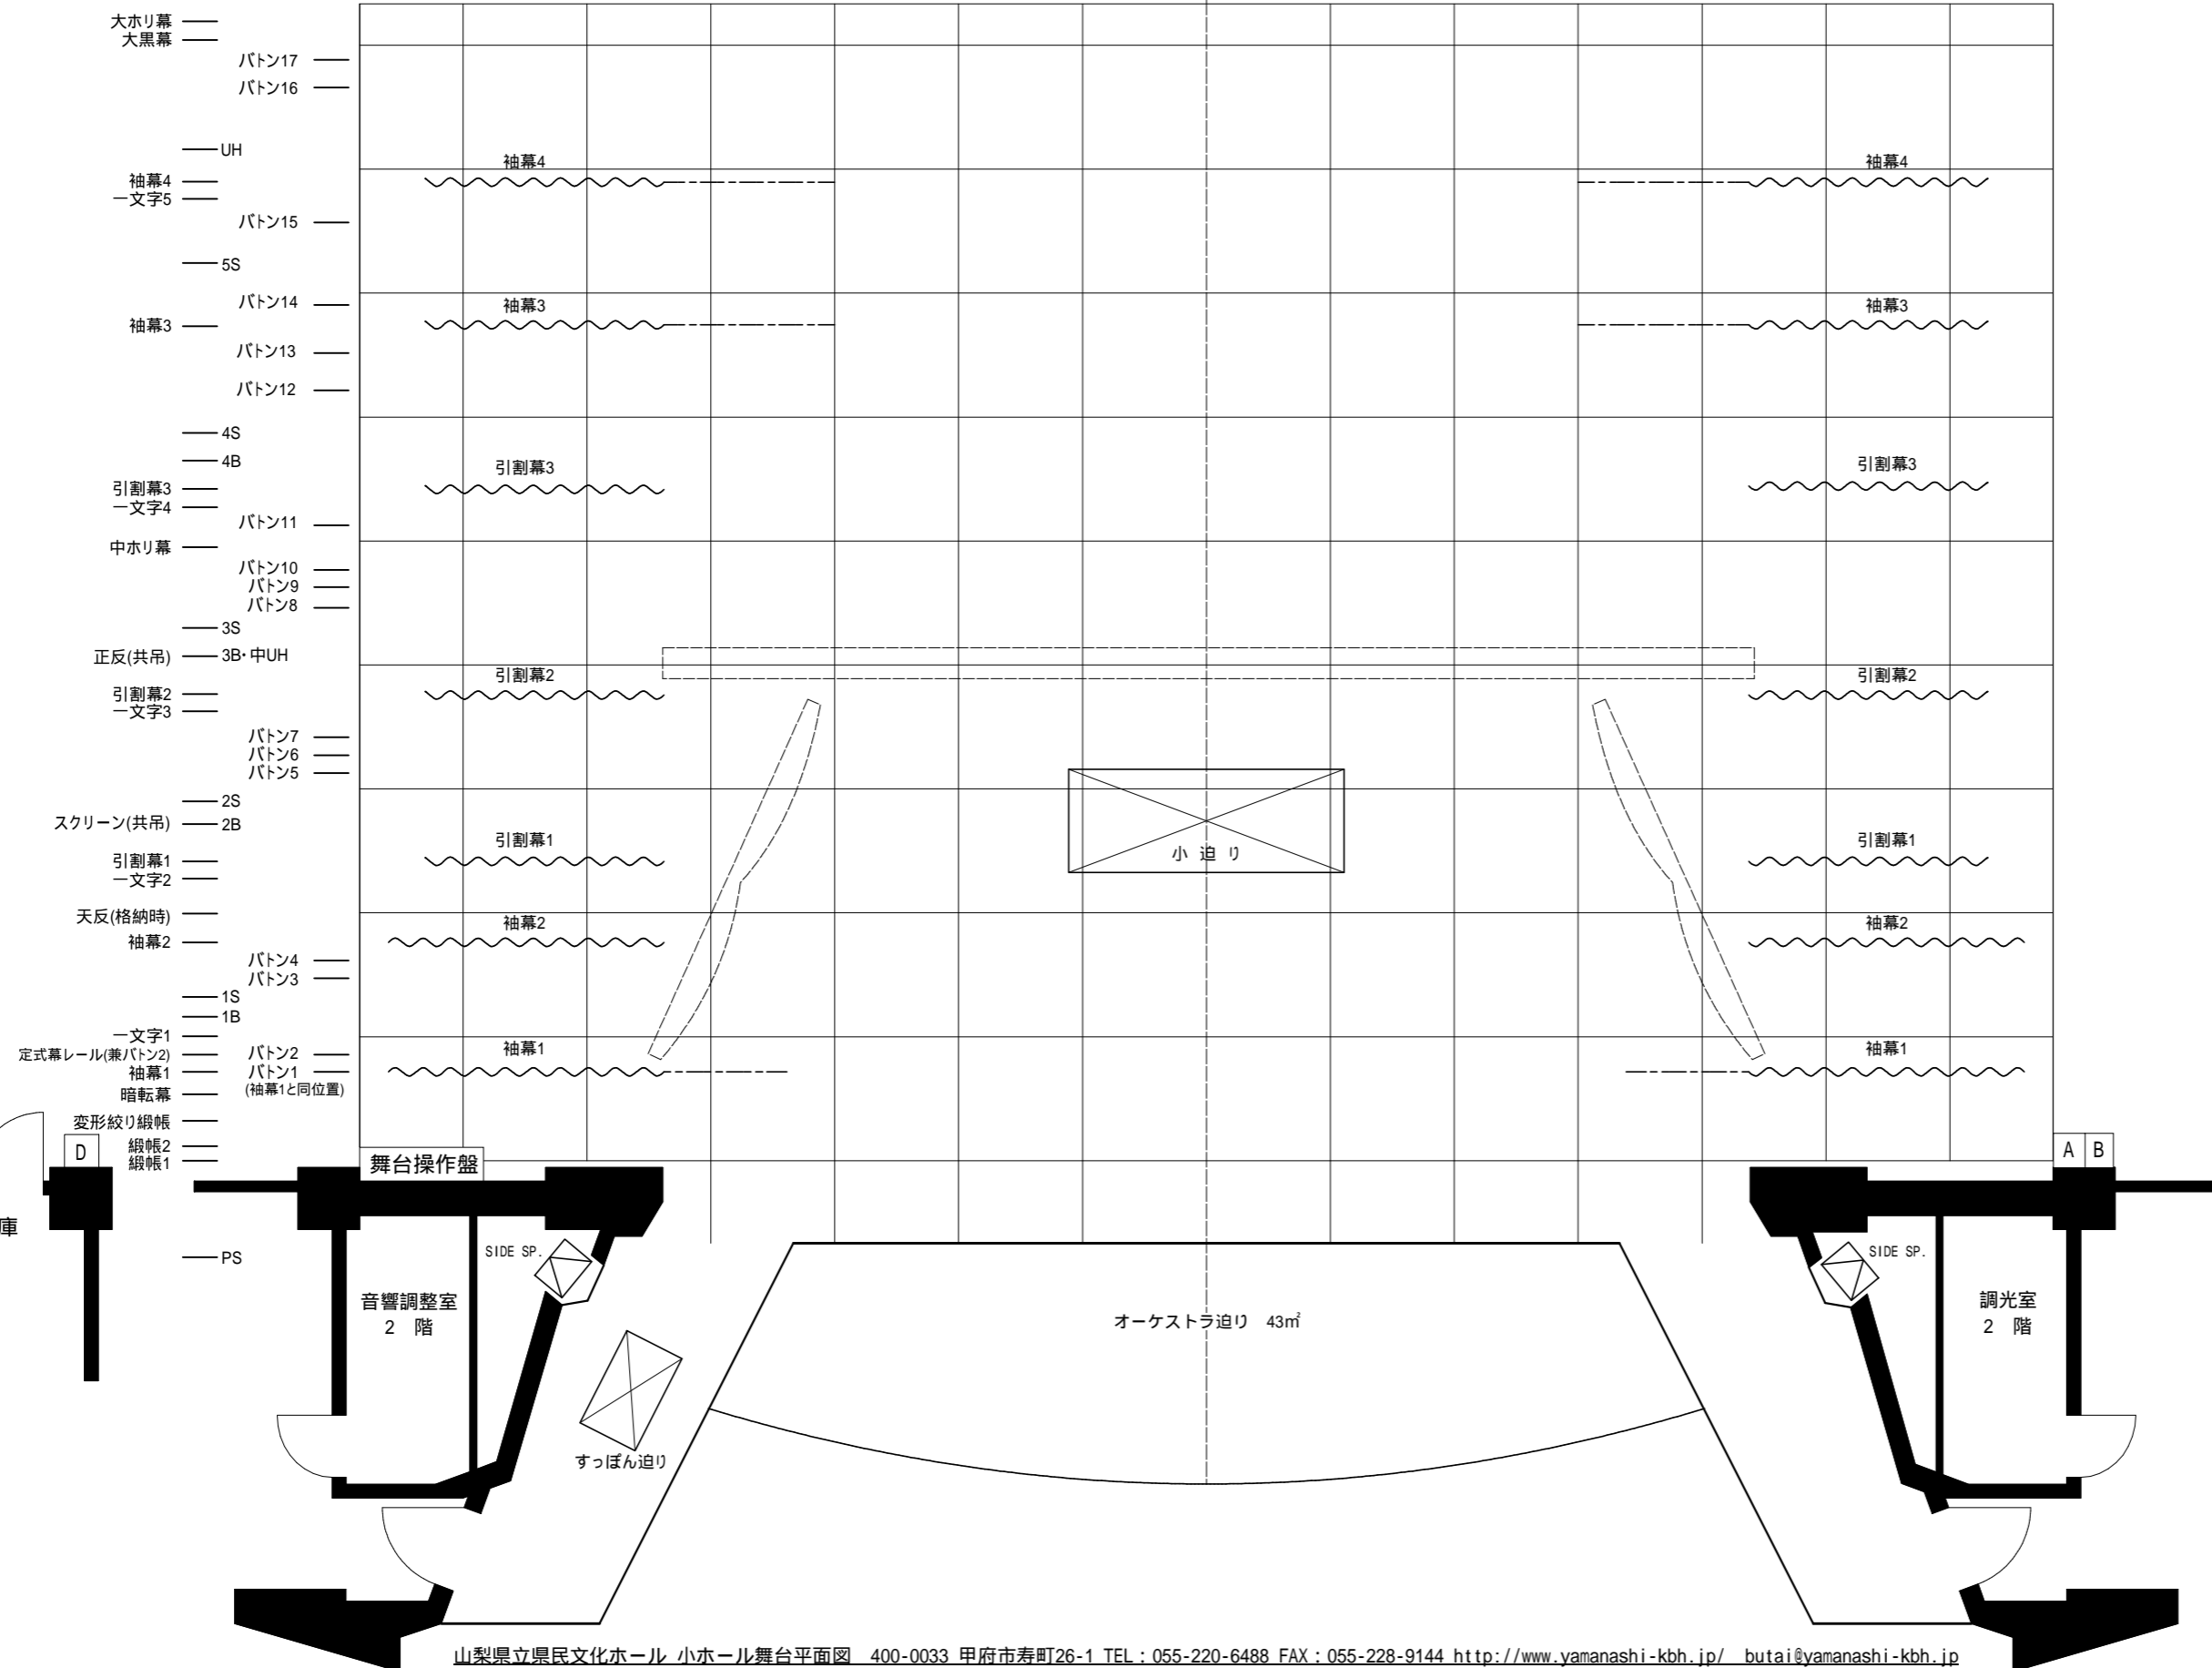 大ホリ幕
大黒幕
バトン17
バトン16
UH
袖幕4 袖幕4
袖幕4
一文字5
バトン15
5S
バトン14
袖幕3 袖幕3
袖幕3
バトン13
バトン12
4S
4B
引割幕3 引割幕3
引割幕3
一文字4
バトン11
中ホリ幕
バトン10
バトン9
バトン8
3S
正反(共吊) 3B・中UH
引割幕2 引割幕2
引割幕2
一文字3
バトン7
バトン6
バトン5
2S
スクリーン(共吊) 2B
引割幕1 引割幕1
小 迫 り
引割幕1
一文字2
天反(格納時)
袖幕2 袖幕2
袖幕2
バトン4
バトン3
1S
1B
一文字1
袖幕1 袖幕1
定式幕レール(兼バトン2) バトン2
袖幕1 バトン1
(袖幕1と同位置)
暗転幕
変形絞り緞帳
緞帳2
緞帳1
D
舞台操作盤
A B
庫
PS
SIDE SP. SIDE SP.
音響調整室
2 階
調光室
2 階
オーケストラ迫り 43㎡
すっぽん迫り
山梨県立県民文化ホール 小ホール舞台平面図 400-0033 甲府市寿町26-1 TEL：055-220-6488 FAX：055-228-9144 http://www.yamanashi-kbh.jp/ butai@yamanashi-kbh.jp